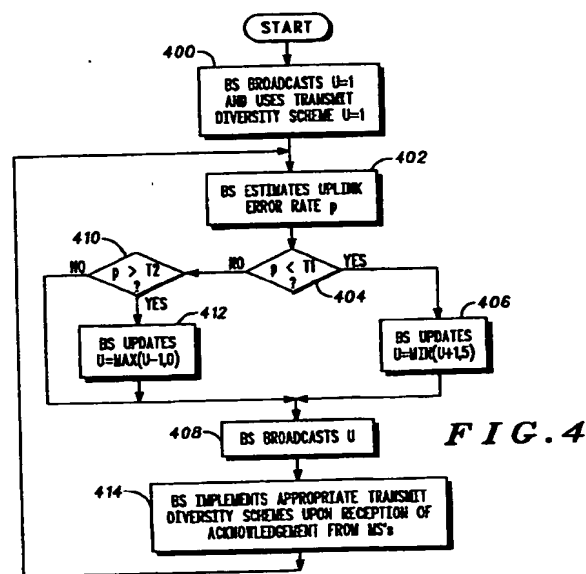 START
400
BS BROADCASTS U=1
AND USES TRANSMIT
DIVERSITY SCHEME U=1
402
BS ESTIMATES UPLINK
ERROR RATE p
410
NO
p > T2
?
YES
NO
p < T1
?
YES
404
412
BS UPDATES
U=MAX(U-1,0)
406
BS UPDATES
U=MIN(U+1,5)
408
BS BROADCASTS U
FIG.4
414
BS IMPLEMENTS APPROPRIATE TRANSMIT
DIVERSITY SCHEMES UPON RECEPTION OF
ACKNOWLEDGEMENT FROM MS's